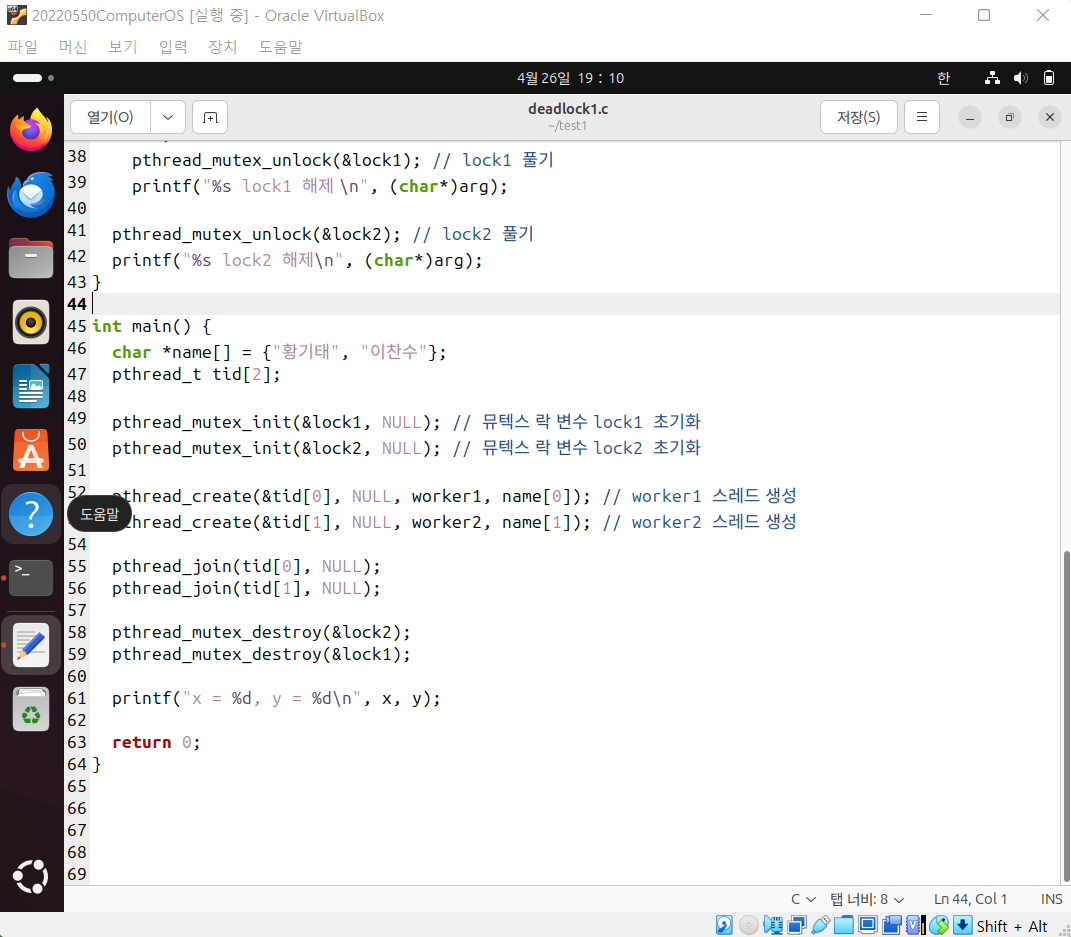 20220550ComputerOS [실행 중] - Oracle VirtualBox
파일 머신 보기 입력 장치 도움말
4월 26일 19 : 10 한
열기(O) deadlock1.c 저장(S)
~/test1
38 pthread_mutex_unlock(&lock1); // lock1 풀기
39 printf("%s lock1 해제 \n", (char*)arg);
40
41 pthread_mutex_unlock(&lock2); // lock2 풀기
42 printf("%s lock2 해제\n", (char*)arg);
43 }
44
45 int main() {
46 char *name[] = {"황기태", "이찬수"};
47 pthread_t tid[2];
48
49 pthread_mutex_init(&lock1, NULL); // 뮤텍스 락 변수 lock1 초기화
50 pthread_mutex_init(&lock2, NULL); // 뮤텍스 락 변수 lock2 초기화
51
52 pthread_create(&tid[0], NULL, worker1, name[0]); // worker1 스레드 생성
도움말 hread_create(&tid[1], NULL, worker2, name[1]); // worker2 스레드 생성
54
55 pthread_join(tid[0], NULL);
56 pthread_join(tid[1], NULL);
57
58 pthread_mutex_destroy(&lock2);
59 pthread_mutex_destroy(&lock1);
60
61 printf("x = %d, y = %d\n", x, y);
62
63 return 0;
64 }
65
66
67
68
69
C 탭 너비: 8 Ln 44, Col 1 INS
Shift + Alt